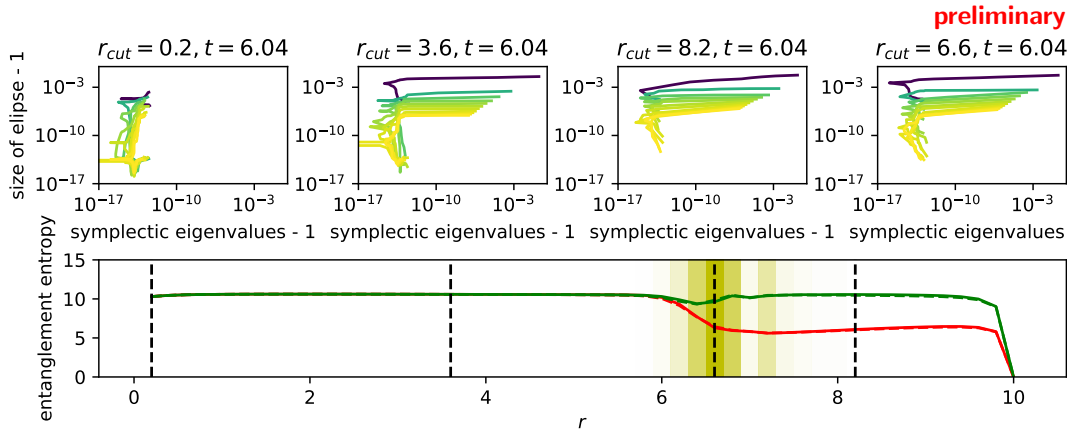 preliminary
r_cut = 0.2, t = 6.04
r_cut = 3.6, t = 6.04
r_cut = 8.2, t = 6.04
r_cut = 6.6, t = 6.04
size of elipse - 1
10⁻³
10⁻¹⁰
10⁻¹⁷
10⁻³
10⁻¹⁰
10⁻¹⁷
10⁻³
10⁻¹⁰
10⁻¹⁷
10⁻³
10⁻¹⁰
10⁻¹⁷
10⁻¹⁷ 10⁻¹⁰ 10⁻³
10⁻¹⁷ 10⁻¹⁰ 10⁻³
10⁻¹⁷ 10⁻¹⁰ 10⁻³
10⁻¹⁷ 10⁻¹⁰ 10⁻³
symplectic eigenvalues - 1
symplectic eigenvalues - 1
symplectic eigenvalues - 1
symplectic eigenvalues
entanglement entropy
15
10
5
0
0 2 4 6 8 10
r